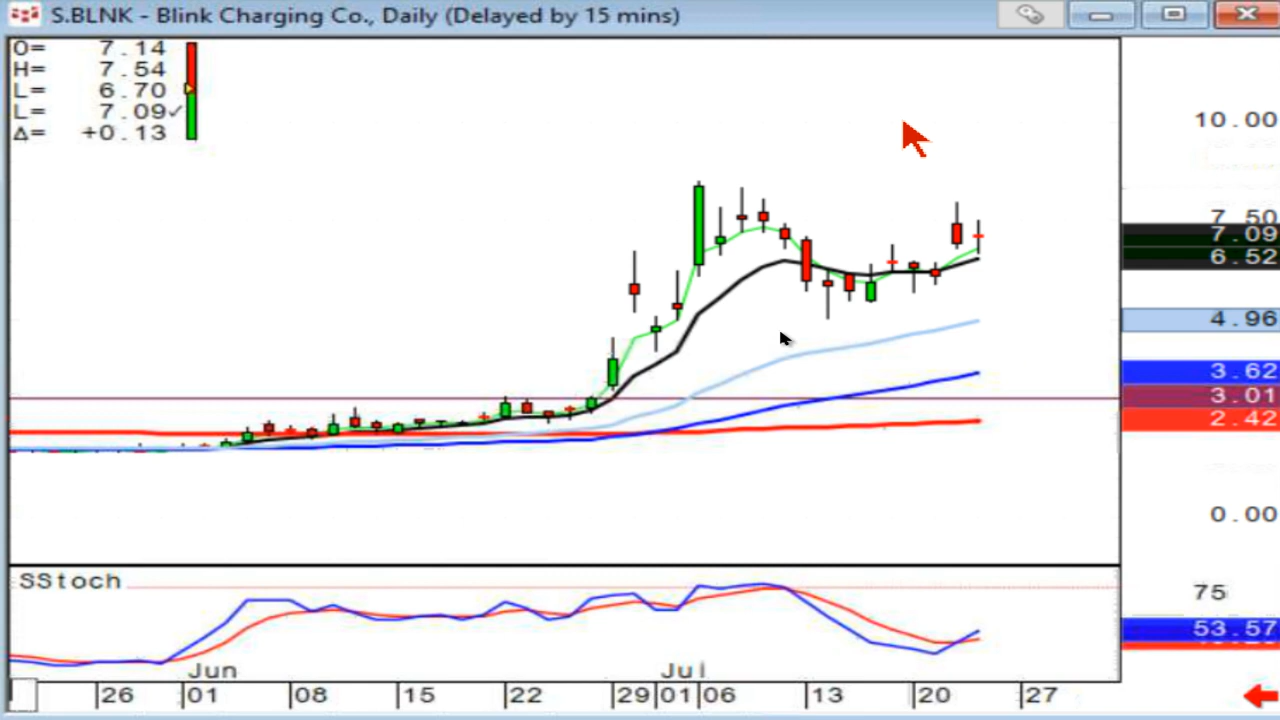 S.BLNK - Blink Charging Co., Daily (Delayed by 15 mins)
O= 7.14
H= 7.54
L= 6.70
L= 7.09✓
Δ= +0.13
10.00
7.50
7.09
6.52
4.96
3.62
3.01
2.42
0.00
SStoch
75
53.57
Jun Jul
26 01 08 15 22 29 01 06 13 20 27